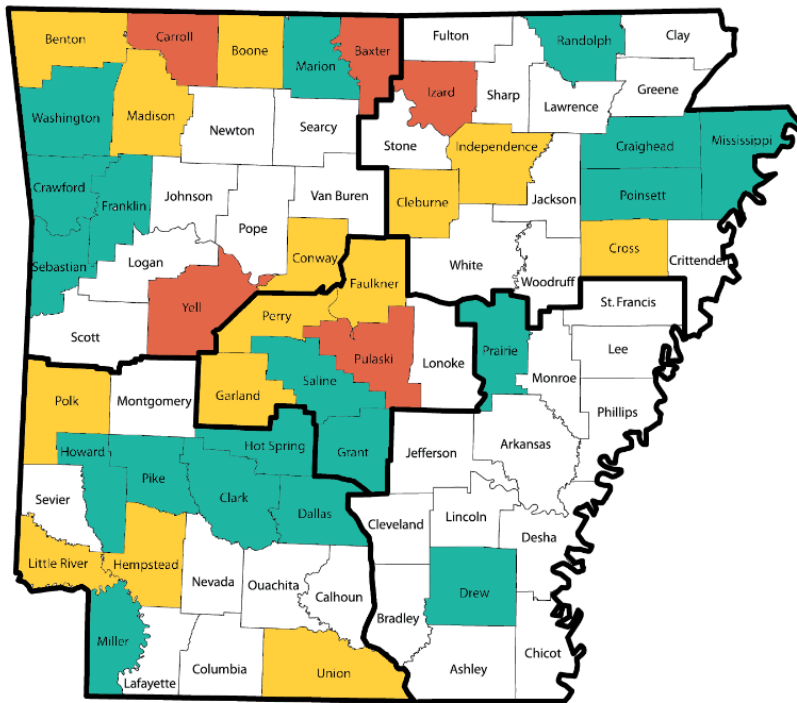 Benton
Carroll
Boone
Marion
Baxter
Fulton
Randolph
Clay
Izard
Sharp
Lawrence
Greene
Washington
Madison
Newton
Searcy
Stone
Independence
Craighead
Mississippi
Crawford
Franklin
Johnson
Pope
Van Buren
Cleburne
Jackson
Poinsett
Sebastian
Logan
Conway
White
Woodruff
Cross
Crittenden
Scott
Yell
Perry
Faulkner
St. Francis
Pulaski
Lonoke
Prairie
Monroe
Lee
Saline
Garland
Polk
Montgomery
Phillips
Hot Spring
Grant
Jefferson
Arkansas
Howard
Pike
Clark
Dallas
Sevier
Cleveland
Lincoln
Desha
Little River
Hempstead
Nevada
Ouachita
Calhoun
Bradley
Drew
Miller
Lafayette
Columbia
Union
Ashley
Chicot